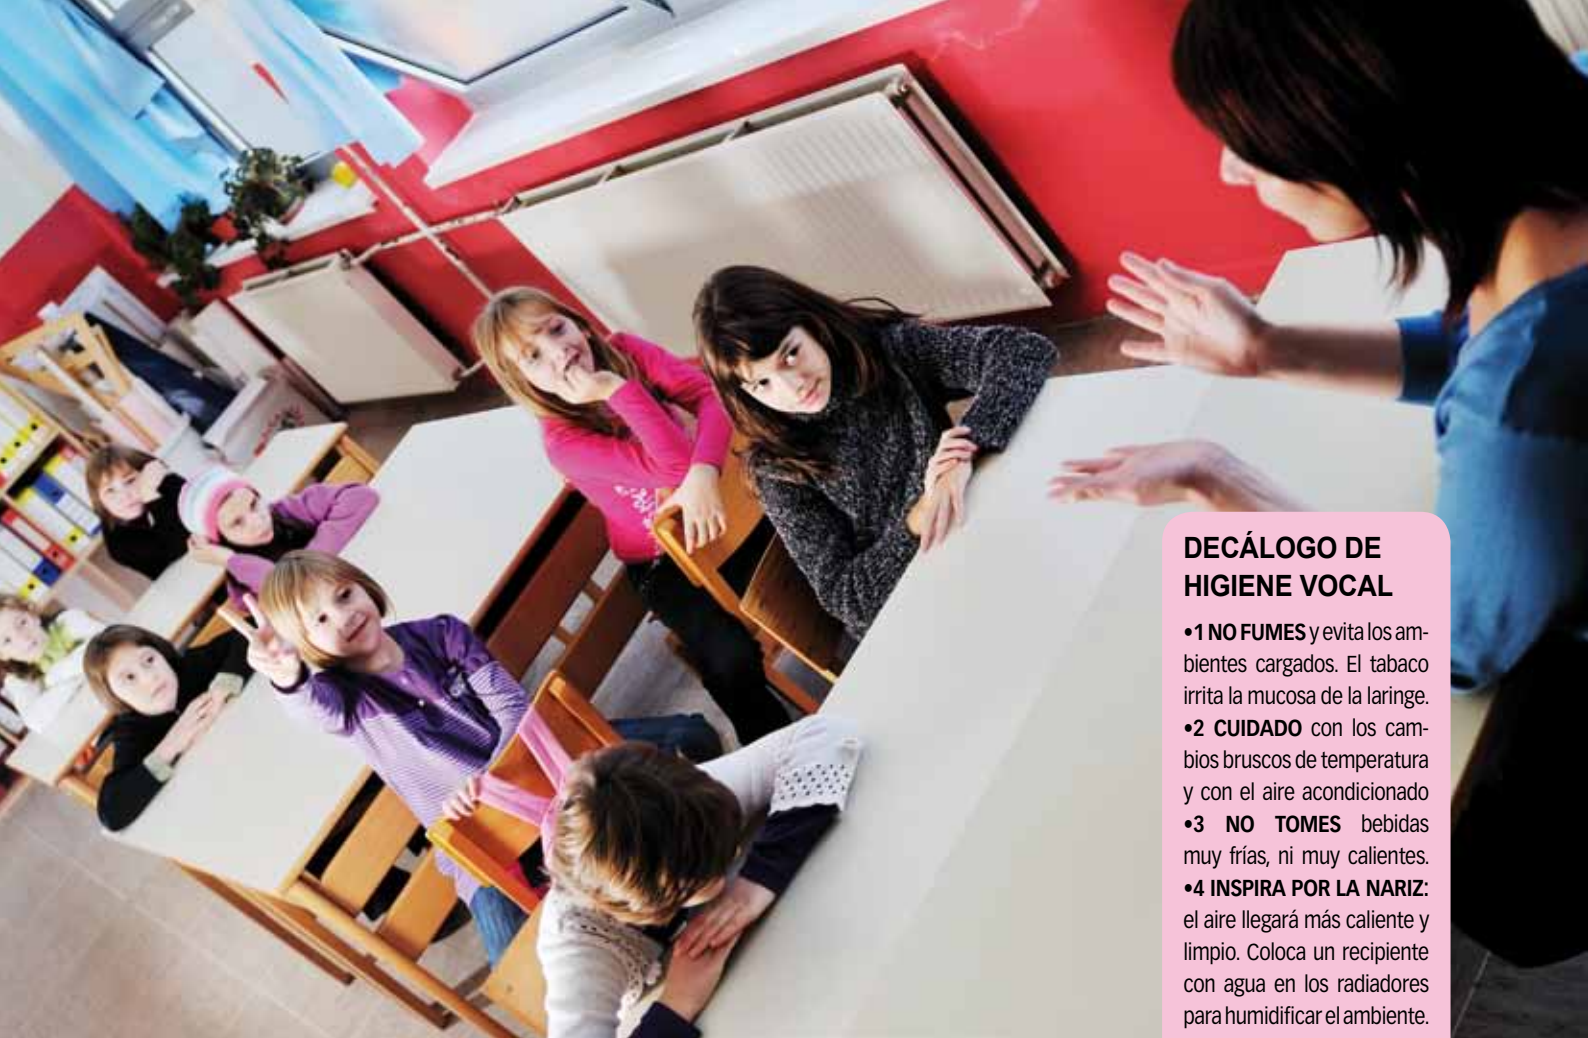 DECÁLOGO DE
HIGIENE VOCAL
•1 NO FUMES y evita los am-
bientes cargados. El tabaco
irrita la mucosa de la laringe.
•2 CUIDADO con los cam-
bios bruscos de temperatura
y con el aire acondicionado
•3 NO TOMES bebidas
muy frías, ni muy calientes.
•4 INSPIRA POR LA NARIZ:
el aire llegará más caliente y
limpio. Coloca un recipiente
con agua en los radiadores
para humidificar el ambiente.